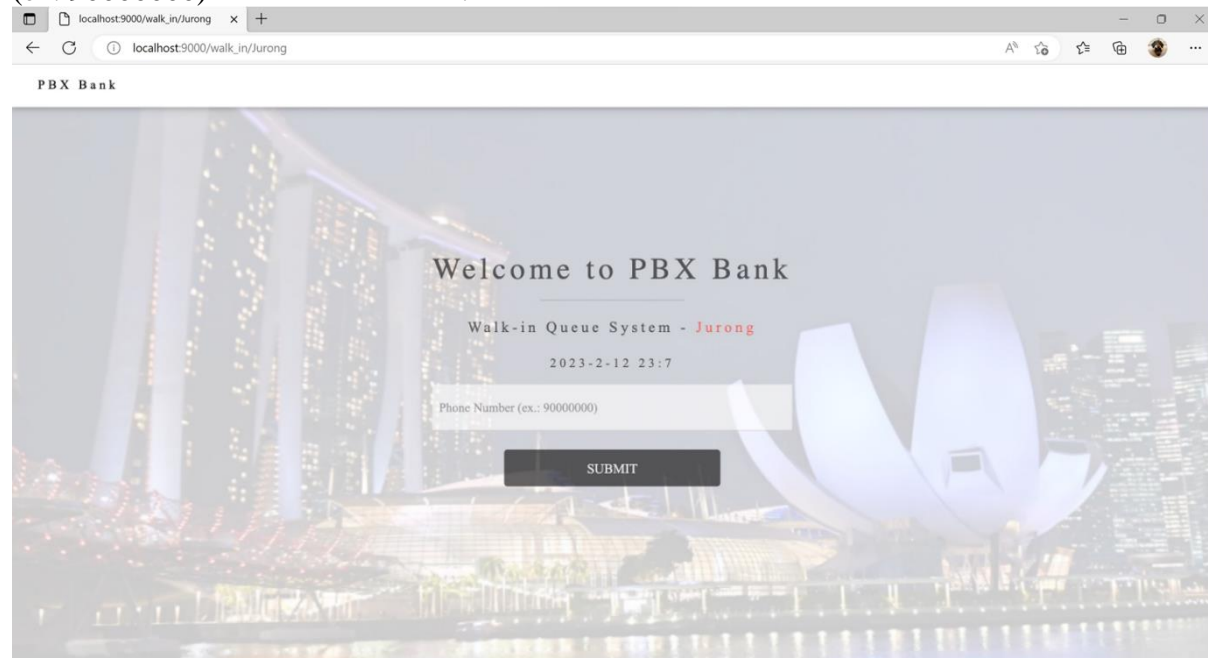 localhost:9000/walk_in/Jurong
localhost:9000/walk_in/Jurong
PBX Bank
Welcome to PBX Bank
Walk-in Queue System - Jurong
2023-2-12 23:7
Phone Number (ex.: 90000000)
SUBMIT